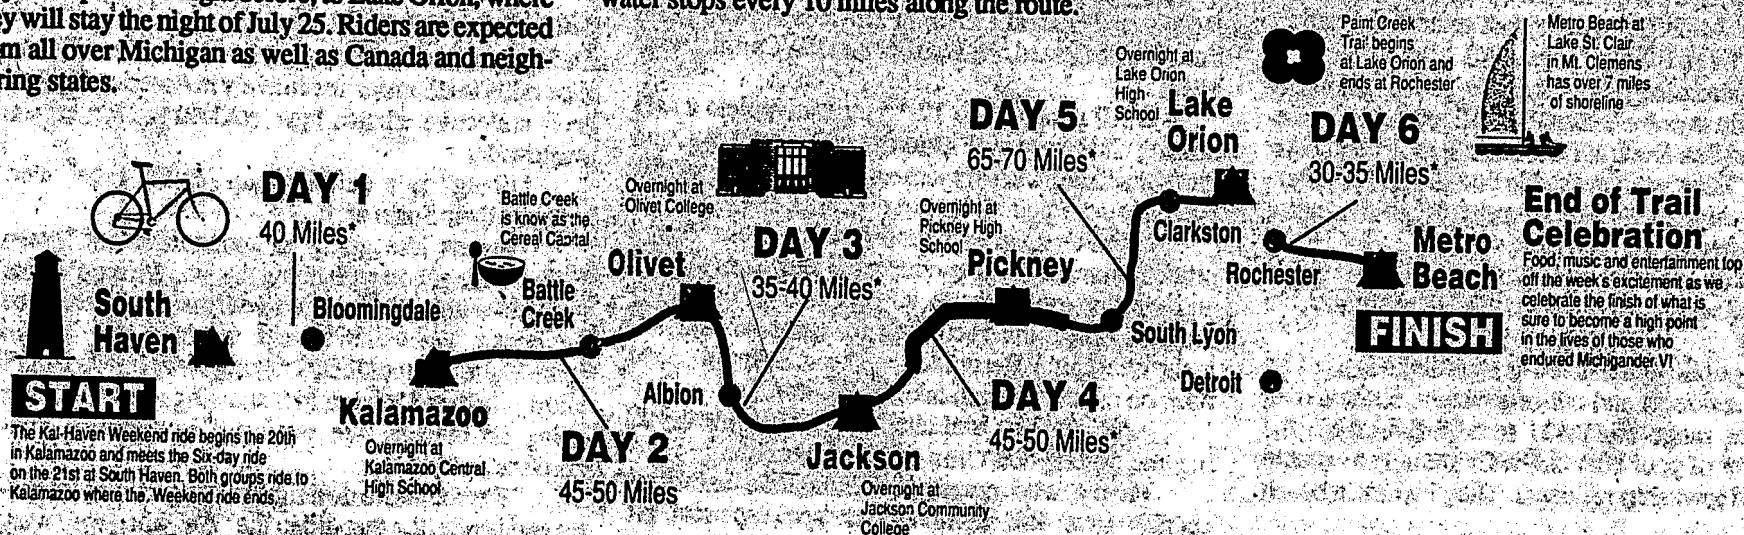 will stay the night of July 25. Riders are expected
all over Michigan as well as Canada and neigh-
ring states.
water stops every 10 miles along the route.
DAY 1
40 Miles*
South
Haven
START
The Kal-Haven Weekend ride begins the 20th
in Kalamazoo and meets the Six-day ride
on the 21st at South Haven. Both groups ride to
Kalamazoo where the Weekend ride ends.
Bloomingdale
Kalamazoo
Overnight at
Kalamazoo Central
High School
Battle Creek
is know as the
Cereal Capital
Battle
Creek
DAY 2
45-50 Miles
Overnight at
Olivet College
Olivet
DAY 3
35-40 Miles*
Albion
Jackson
Overnight at
Jackson Community
College
Overnight at
Pickney High
School
Pickney
DAY 4
45-50 Miles*
South Lyon
DAY 5
65-70 Miles*
Overnight at
Lake Orion
High
School
Lake
Orion
Clarkston
Detroit
Paint Creek
Trail begins
at Lake Orion and
ends at Rochester
DAY 6
30-35 Miles*
Rochester
Metro
Beach
FINISH
Metro Beach at
Lake St. Clair
in Mt. Clemens
has over 7 miles
of shoreline
End of Trail
Celebration
Food, music and entertainment top
off the week's excitement as we
celebrate the finish of what is
sure to become a high point
in the lives of those who
endured Michigander VI